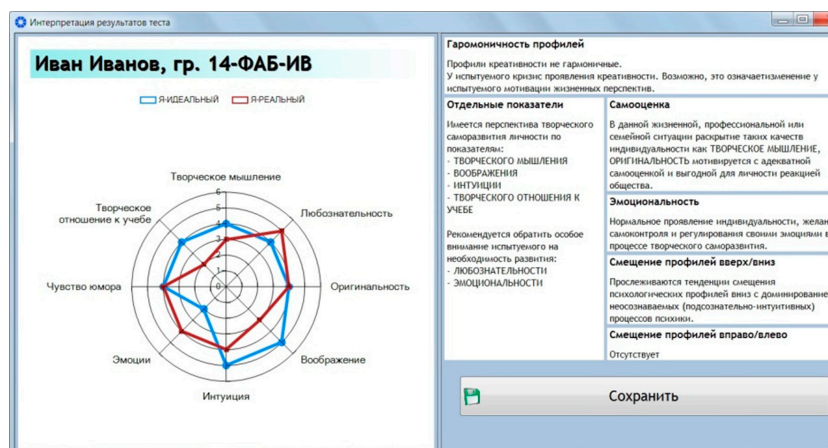 Интерпретация результатов теста
Иван Иванов, гр. 14-ФАБ-ИВ
Я-ИДЕАЛЬНЫЙ
Я-РЕАЛЬНЫЙ
Творческое мышление
Любознательность
Оригинальность
Воображение
Интуиция
Эмоции
Чувство юмора
Творческое
отношение к учебе
6
5
4
3
2
1
0
Гаромоничность профилей
Профили креативности не гармоничные.
У испытуемого кризис проявления креативности. Возможно, это означаетизменение у
испытуемого мотивации жизненных перспектив.
Отдельные показатели
Имеется перспектива творческого
саморазвития личности по
показателям:
- ТВОРЧЕСКОГО МЫШЛЕНИЯ
- ВООБРАЖЕНИЯ
- ИНТУИЦИИ
- ТВОРЧЕСКОГО ОТНОШЕНИЯ К
УЧЕБЕ
Рекомендуется обратить особое
внимание испытуемого на
необходимость развития:
- ЛЮБОЗНАТЕЛЬНОСТИ
- ЭМОЦИОНАЛЬНОСТИ
Самооценка
В данной жизненной, профессиональной или
семейной ситуации раскрытие таких качеств
индивидуальности как ТВОРЧЕСКОЕ МЫШЛЕНИЕ,
ОРИГИНАЛЬНОСТЬ мотивируется с адекватной
самооценкой и выгодной для личности реакцией
общества.
Эмоциональность
Нормальное проявление индивидуальности, желан
самоконтроля и регулирования своими эмоциями в
процессе творческого саморазвития.
Смещение профилей вверх/вниз
Прослеживаются тенденции смещения
психологических профилей вниз с доминирование
неосознаваемых (подсознательно-интуитивных)
процессов психики.
Смещение профилей вправо/влево
Отсутствует
Сохранить